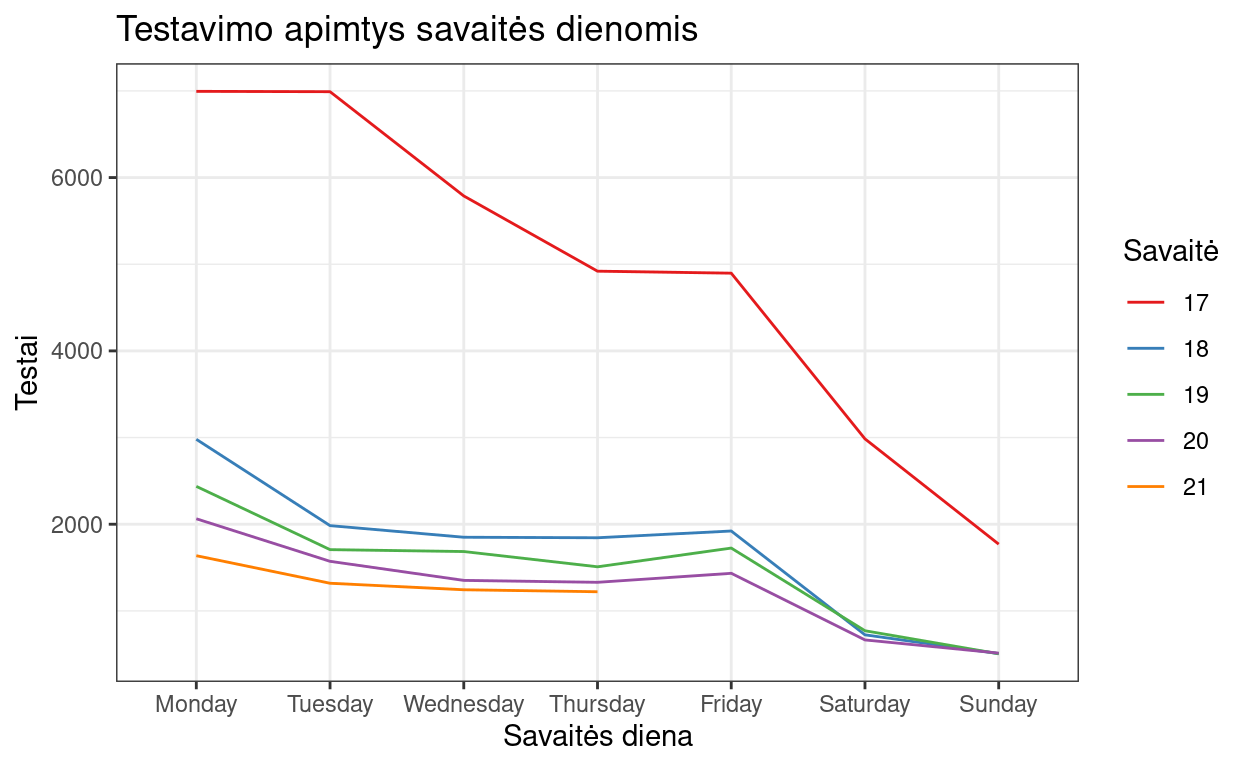 Testavimo apimtys savaitės dienomis
Testai
6000
4000
2000
Monday Tuesday Wednesday Thursday Friday Saturday Sunday
Savaitės diena
Savaitė
17
18
19
20
21